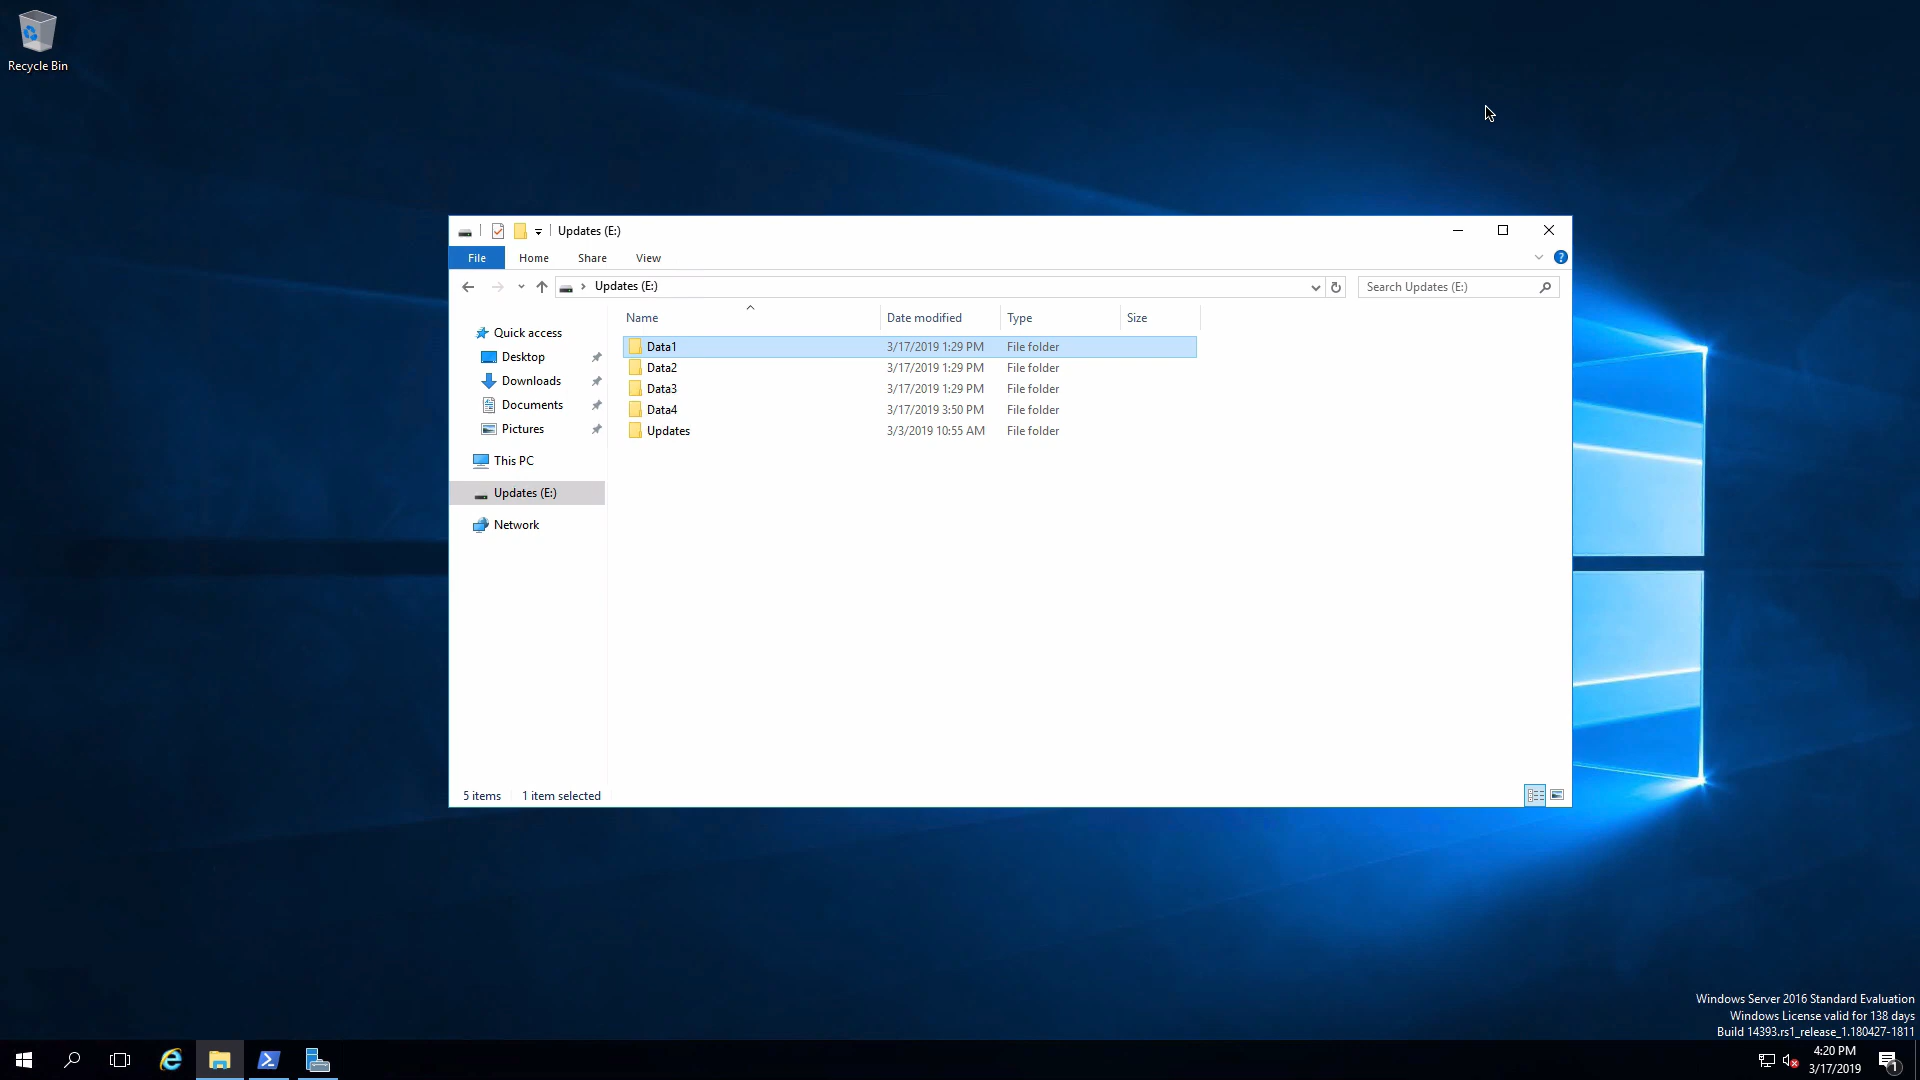 Recycle Bin
Updates (E:)
File Home Share View
Updates (E:)
Search Updates (E:)
Name Date modified Type Size
Quick access
Desktop
Downloads
Documents
Pictures
This PC
Updates (E:)
Network
Data1 3/17/2019 1:29 PM File folder
Data2 3/17/2019 1:29 PM File folder
Data3 3/17/2019 1:29 PM File folder
Data4 3/17/2019 3:50 PM File folder
Updates 3/3/2019 10:55 AM File folder
5 items 1 item selected
Windows Server 2016 Standard Evaluation
Windows License valid for 138 days
Build 14393.rs1_release_1.180427-1811
4:20 PM
3/17/2019
1